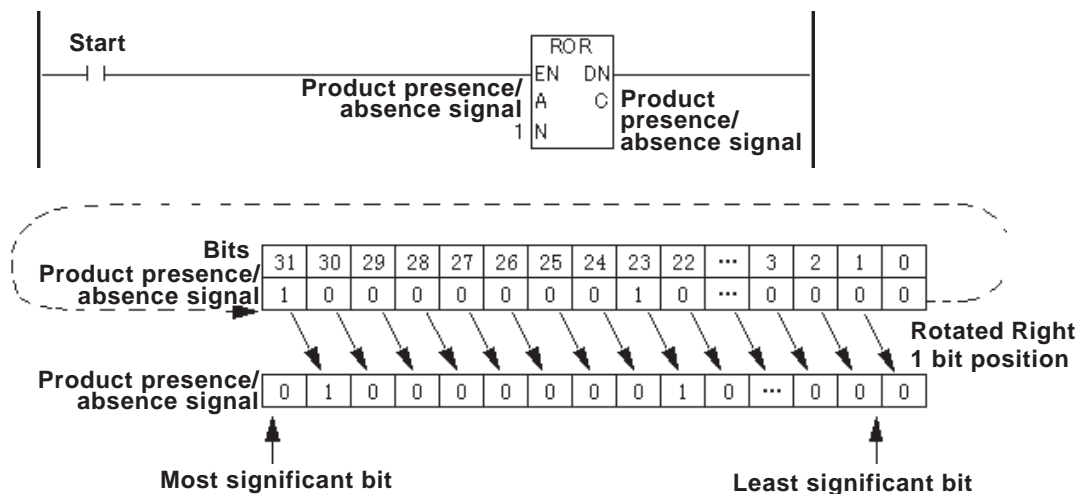 Start
ROR
EN DN
Product presence/
absence signal
A C
1 N
Product
presence/
absence signal
Bits 31 30 29 28 27 26 25 24 23 22 ... 3 2 1 0
Product presence/
absence signal 1 0 0 0 0 0 0 0 1 0 ... 0 0 0 0
Rotated Right
1 bit position
Product presence/
absence signal 0 1 0 0 0 0 0 0 0 1 0 ... 0 0 0
Most significant bit
Least significant bit